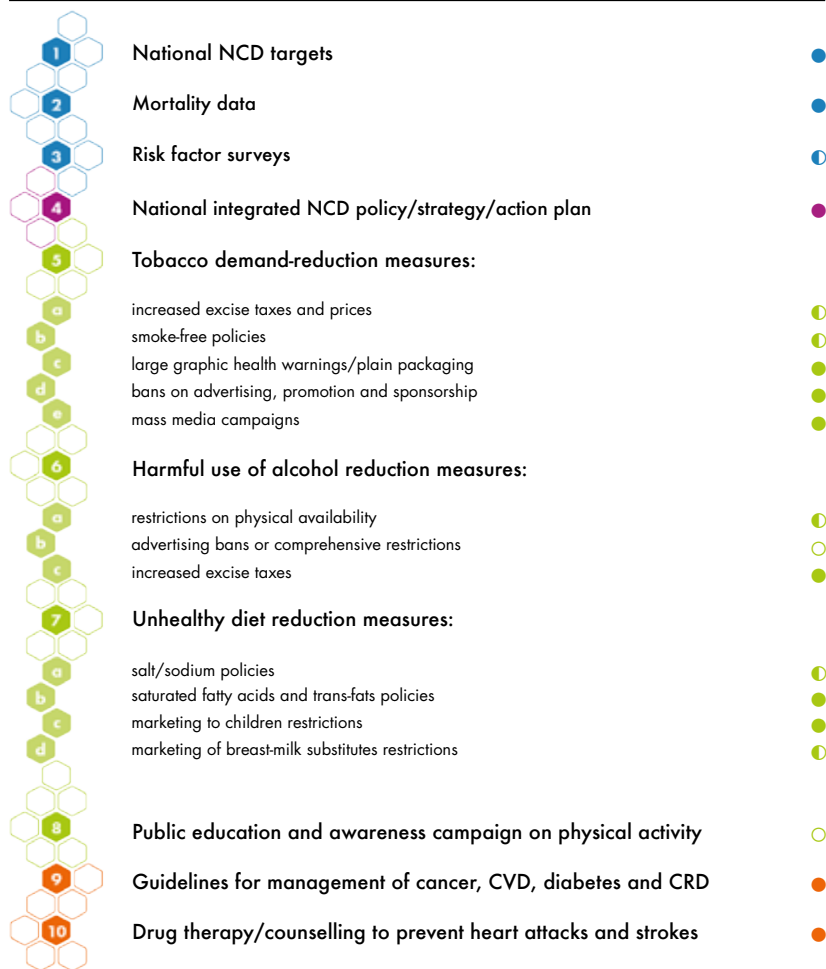 1 National NCD targets ●
2 Mortality data ●
3 Risk factor surveys ◐
4 National integrated NCD policy/strategy/action plan ●
5 Tobacco demand-reduction measures:
a increased excise taxes and prices ◐
b smoke-free policies ◐
c large graphic health warnings/plain packaging ●
d bans on advertising, promotion and sponsorship ●
e mass media campaigns ●
6 Harmful use of alcohol reduction measures:
a restrictions on physical availability ◐
b advertising bans or comprehensive restrictions ○
c increased excise taxes ●
7 Unhealthy diet reduction measures:
a salt/sodium policies ◐
b saturated fatty acids and trans-fats policies ●
c marketing to children restrictions ●
d marketing of breast-milk substitutes restrictions ◐
8 Public education and awareness campaign on physical activity ○
9 Guidelines for management of cancer, CVD, diabetes and CRD ●
10 Drug therapy/counselling to prevent heart attacks and strokes ●